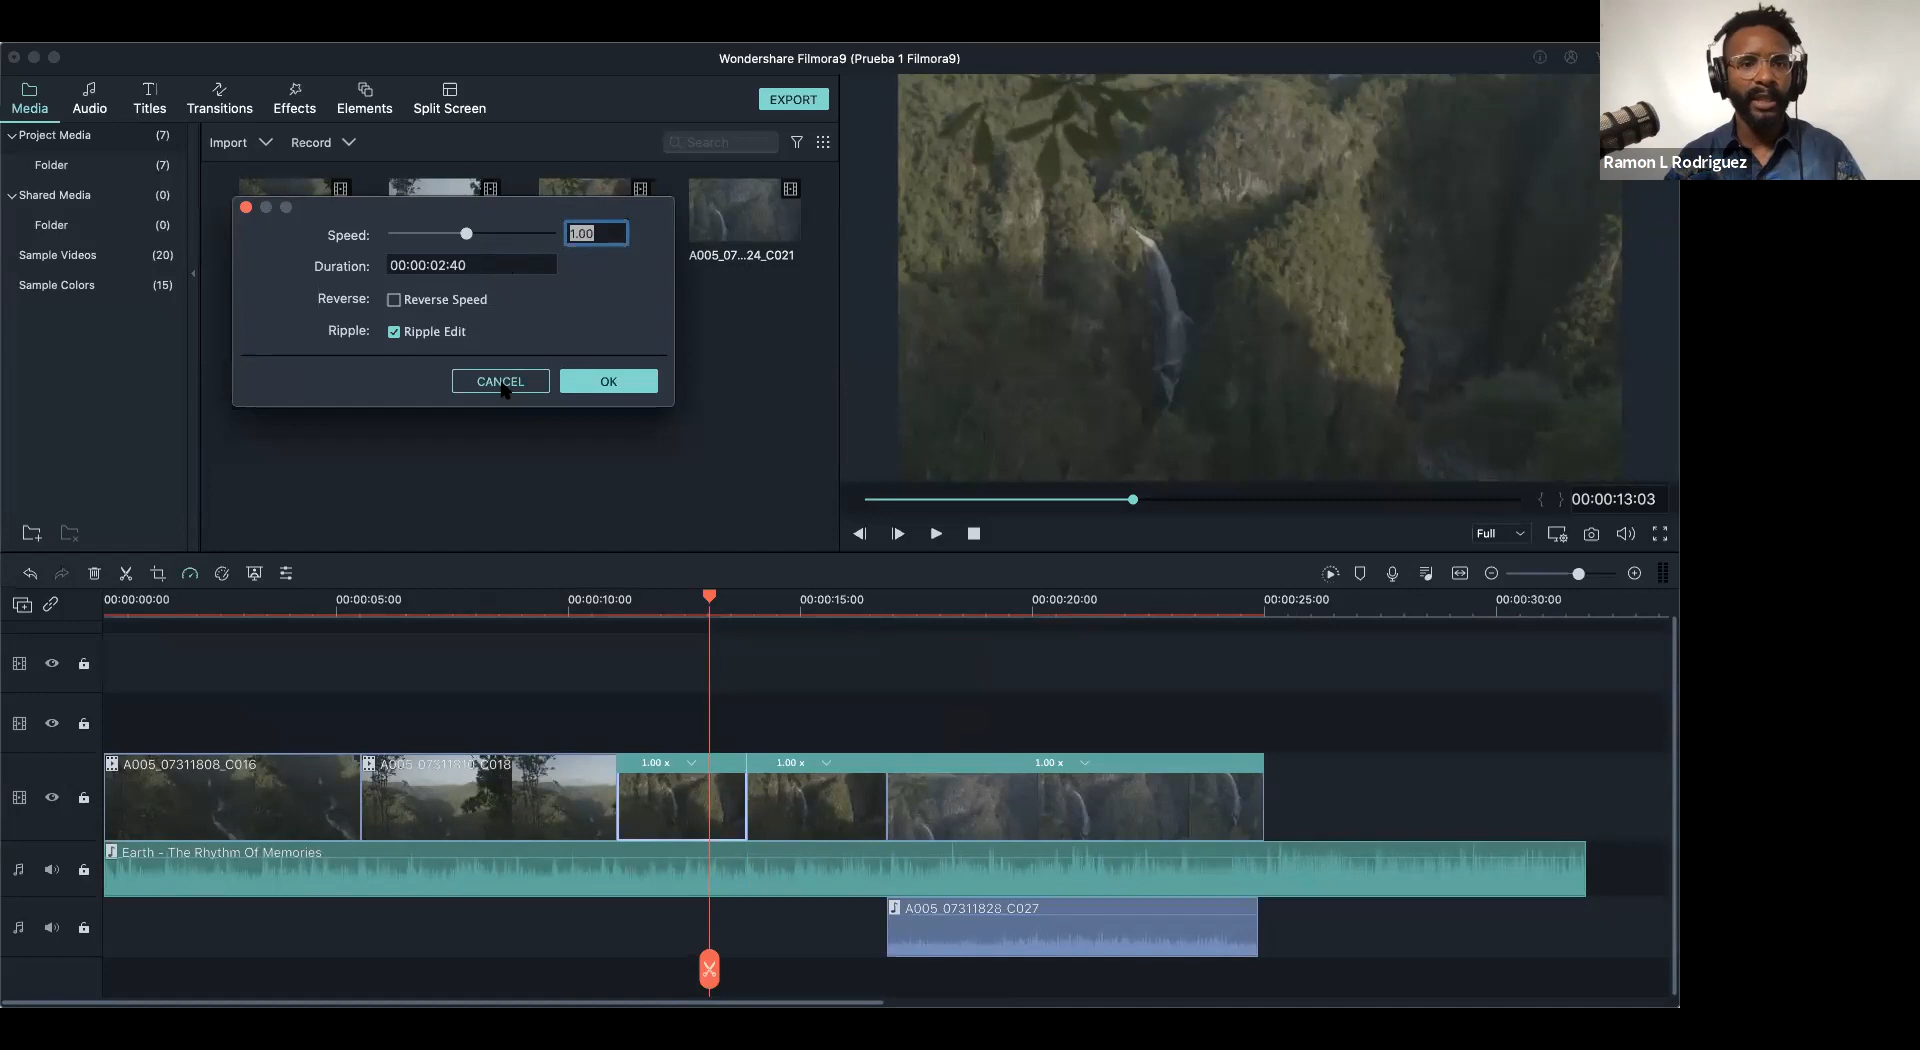 Wondershare Filmora9 (Prueba 1 Filmora9)
Media
Audio
Titles
Transitions
Effects
Elements
Split Screen
EXPORT
Ramon L Rodriguez
Project Media (7)
Folder (7)
Shared Media (0)
Folder (0)
Sample Videos (20)
Sample Colors (15)
Import
Record
Search
A005_07...24_C021
Speed: 1.00
Duration: 00:00:02:40
Reverse: Reverse Speed
Ripple: Ripple Edit
CANCEL
OK
{ } 00:00:13:03
Full
00:00:00:00
00:00:05:00
00:00:10:00
00:00:15:00
00:00:20:00
00:00:25:00
00:00:30:00
A005_07311808_C016
A005_07311810_C018
1.00 x
1.00 x
1.00 x
Earth - The Rhythm Of Memories
A005_07311828_C027